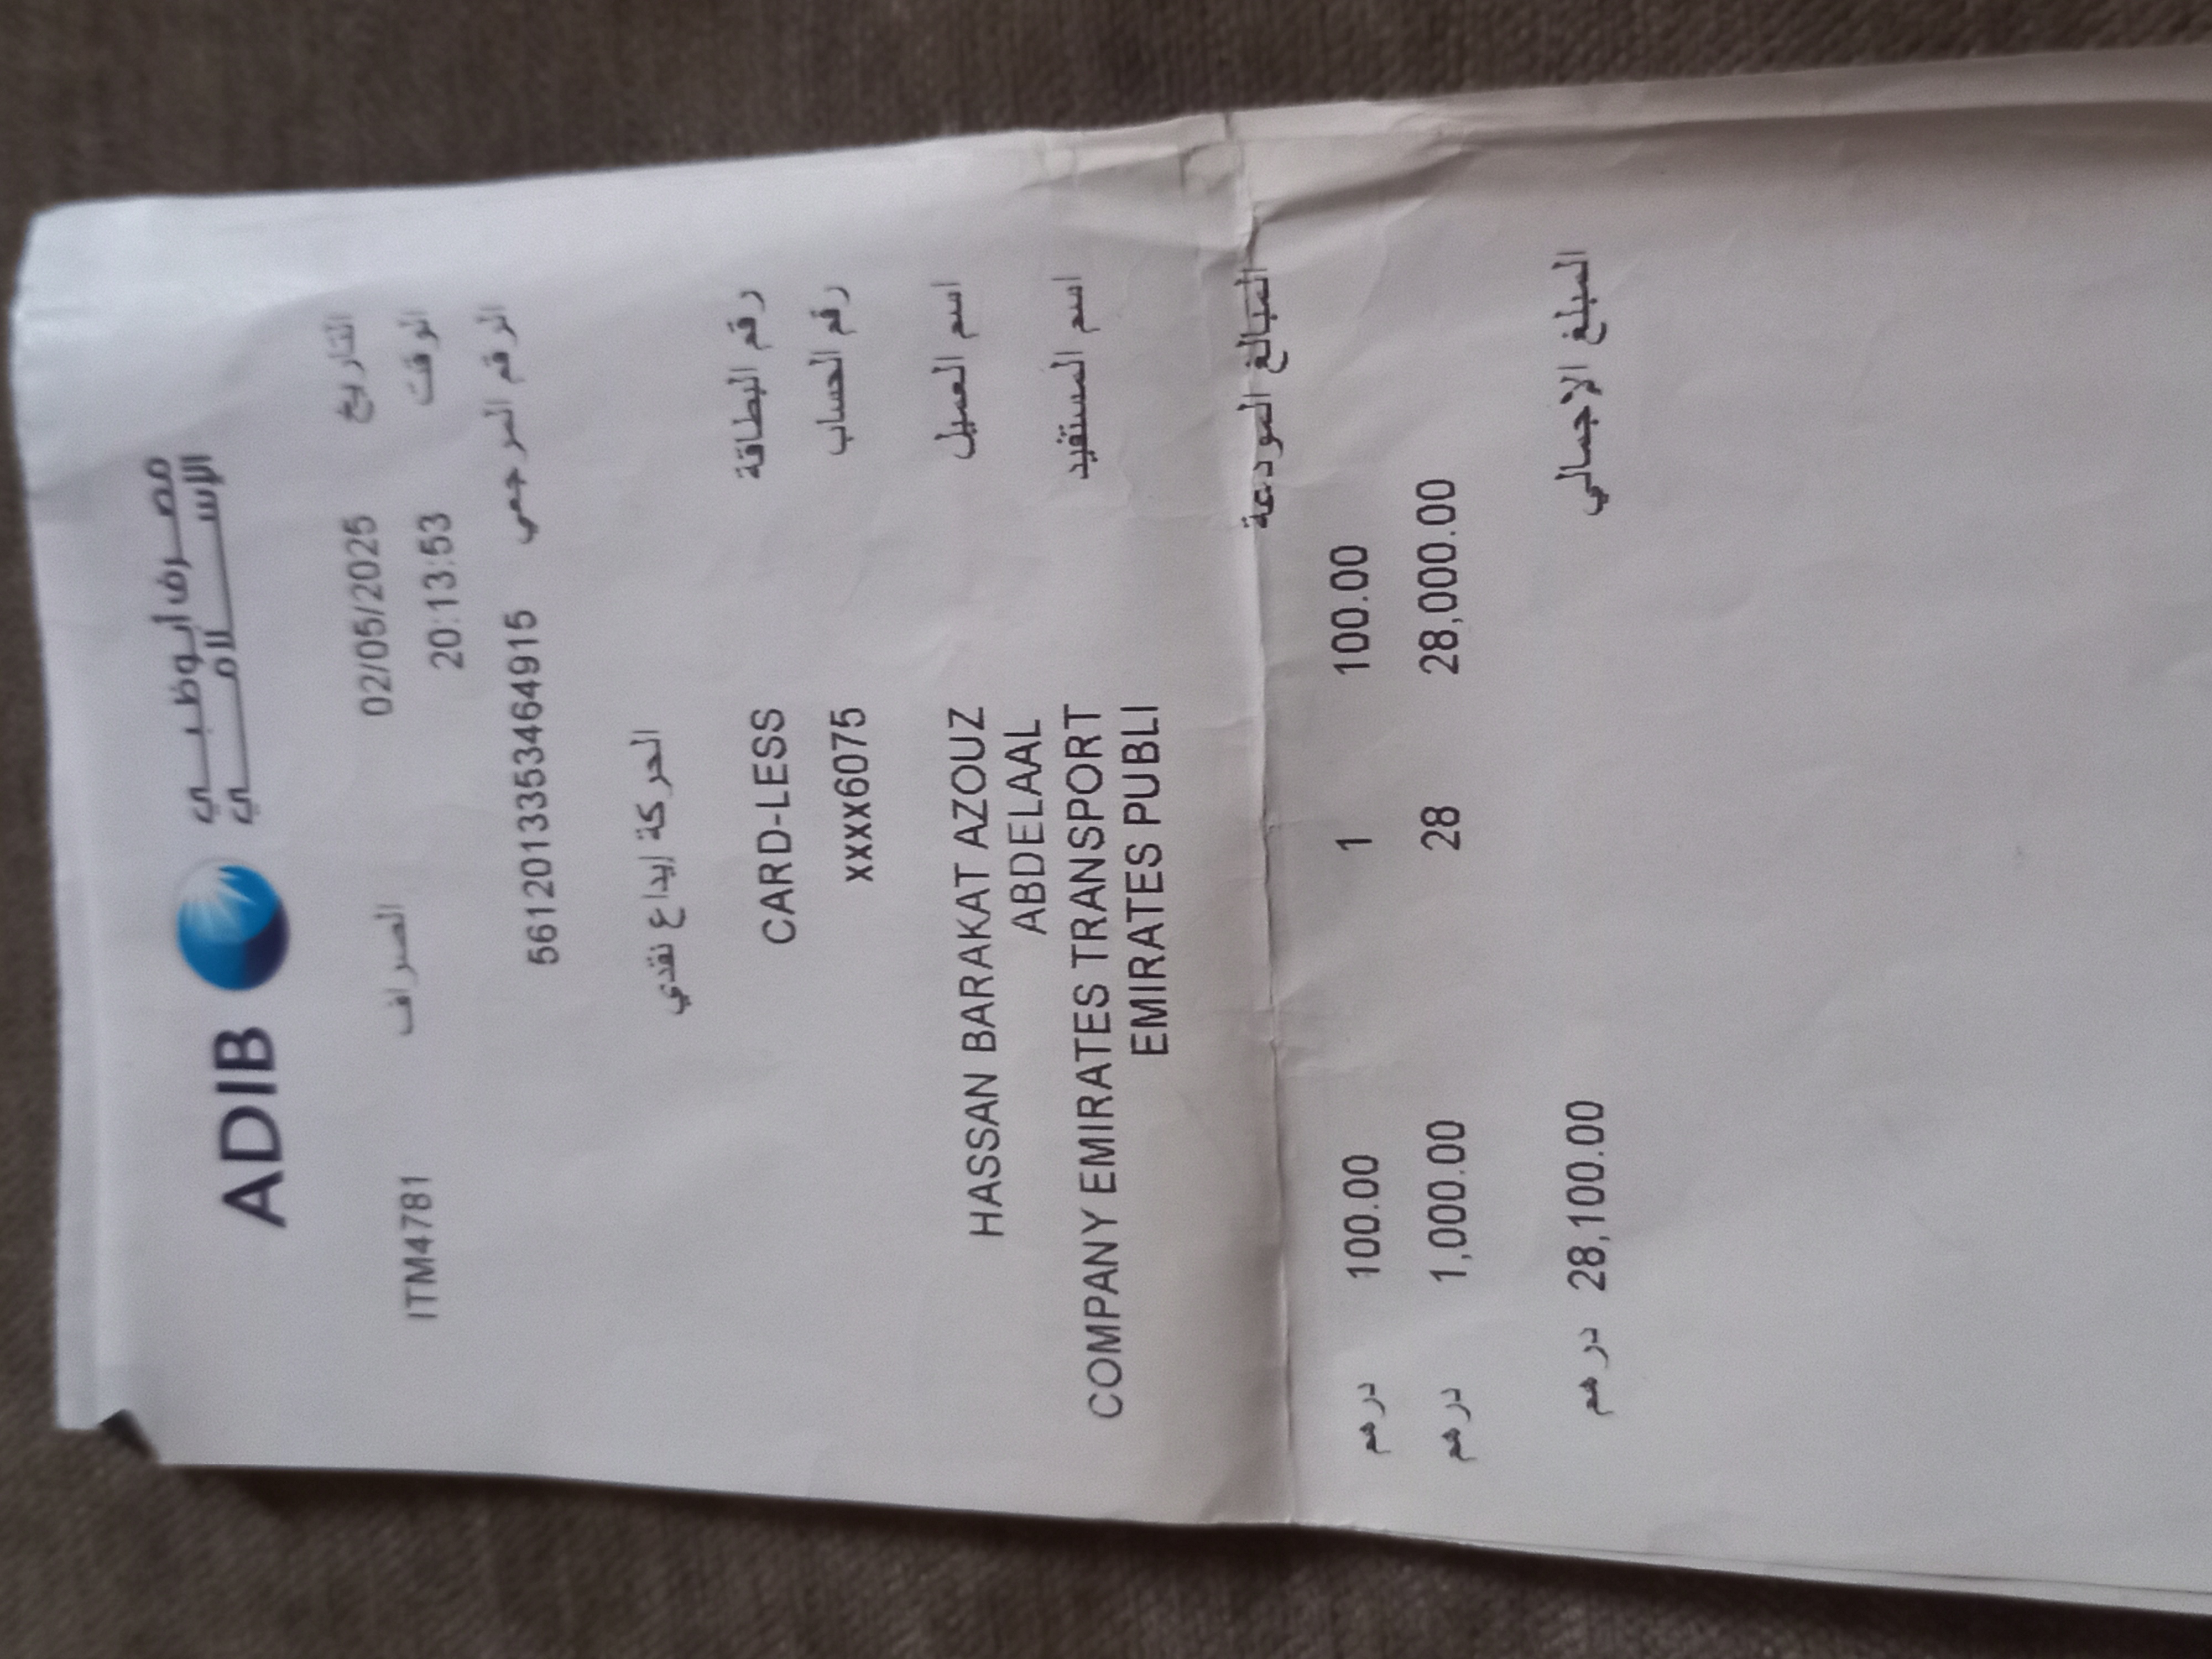 ADIB مصرف أبوظبي الإسلامي
التاريخ 02/05/2025 الصراف ITM4781
الوقت 20:13:53
الرقم المرجعي 5612013353464915
الحركة إيداع نقدي
رقم البطاقة CARD-LESS
رقم الحساب xxxx6075
اسم العميل HASSAN BARAKAT AZOUZ
ABDELAAL
اسم المستفيد COMPANY EMIRATES TRANSPORT
EMIRATES PUBLI
المبالغ المودعة
درهم 100.00 1 100.00
درهم 1,000.00 28 28,000.00
المبلغ الإجمالي درهم 28,100.00